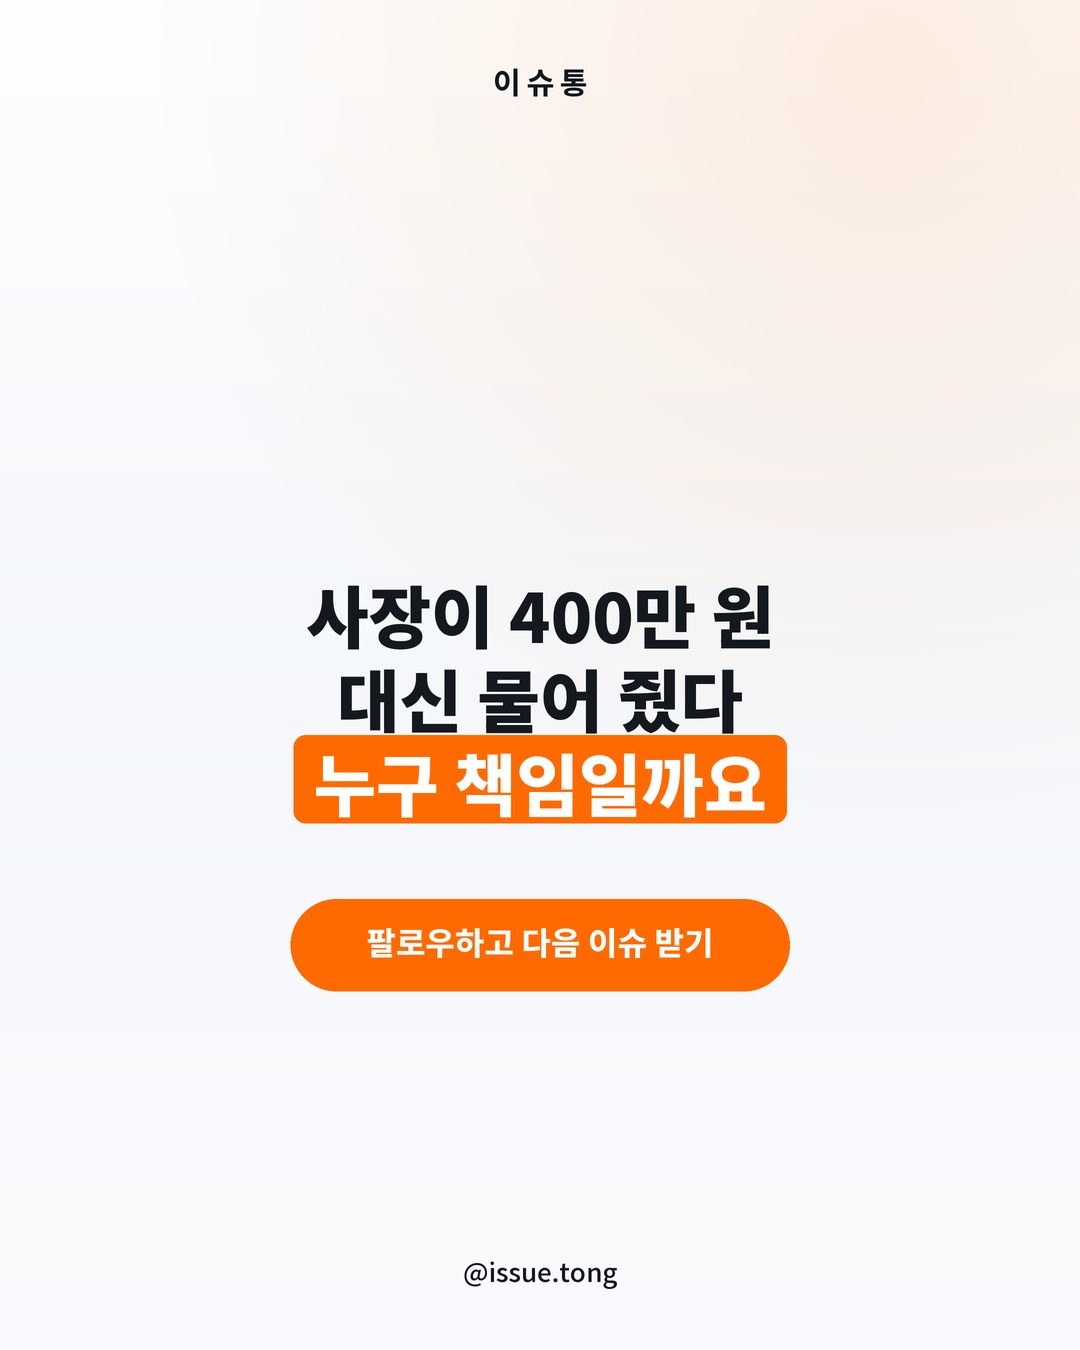 이슈통
사장이 400만 원
대신 물어 줬다
누구 책임일까요
팔로우하고 다음 이슈 받기
@issue.tong